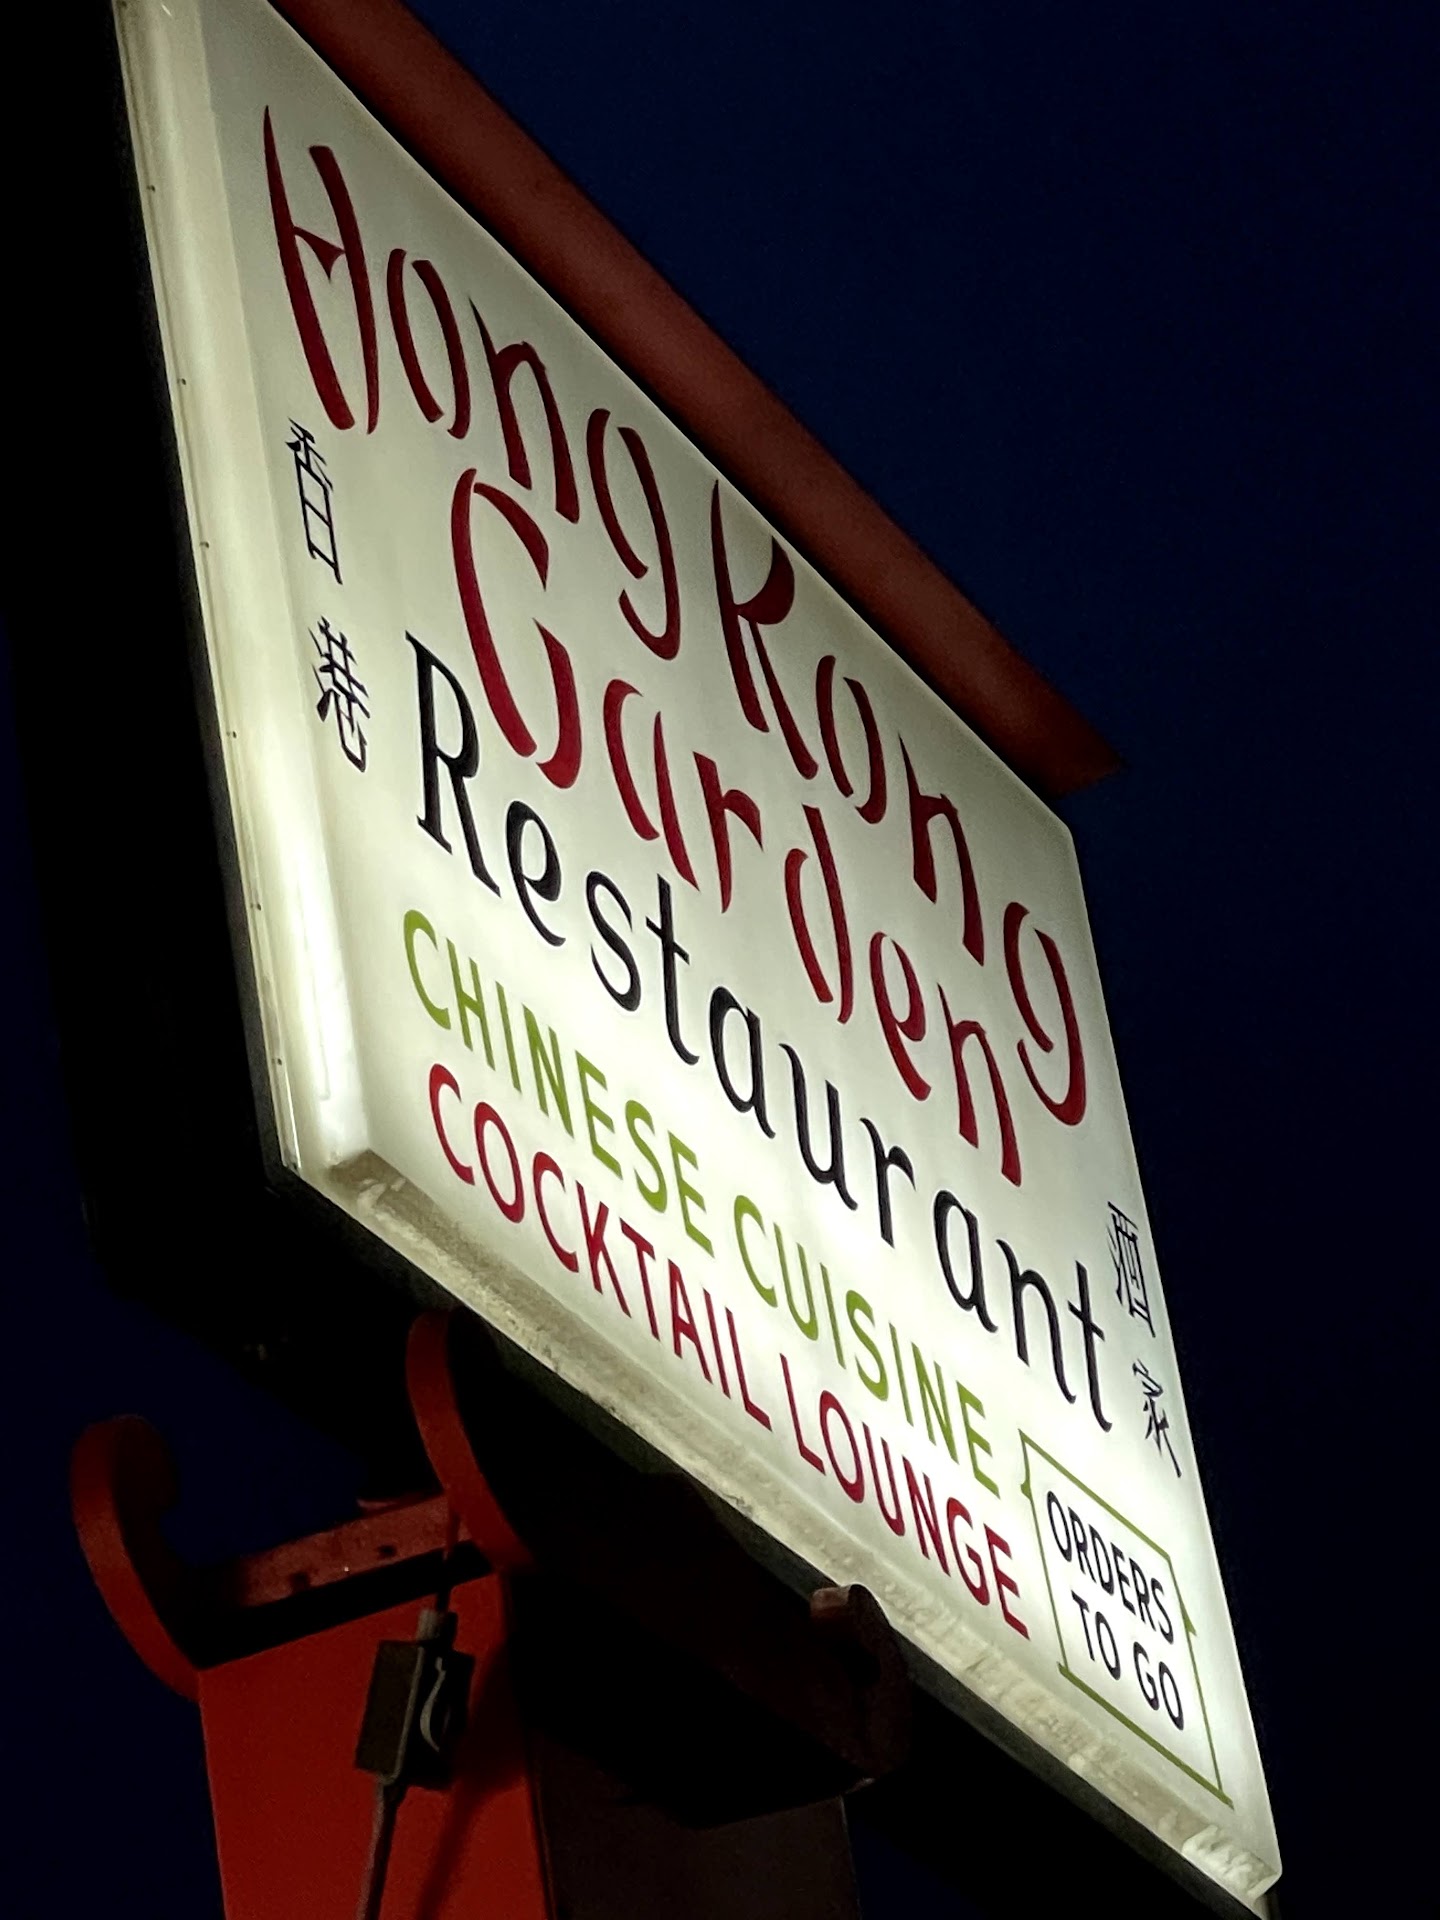 Hong Kong
Garden
Restaurant
香港
酒家
CHINESE CUISINE
COCKTAIL LOUNGE
ORDERS
TO GO